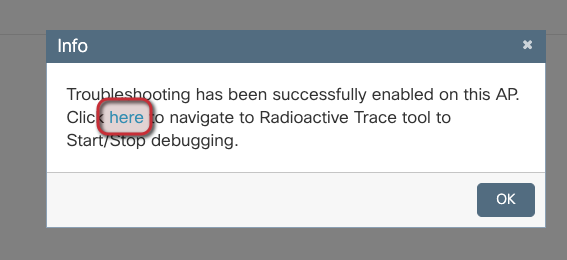 Info
Troubleshooting has been successfully enabled on this AP.
Click here to navigate to Radioactive Trace tool to
Start/Stop debugging.
OK